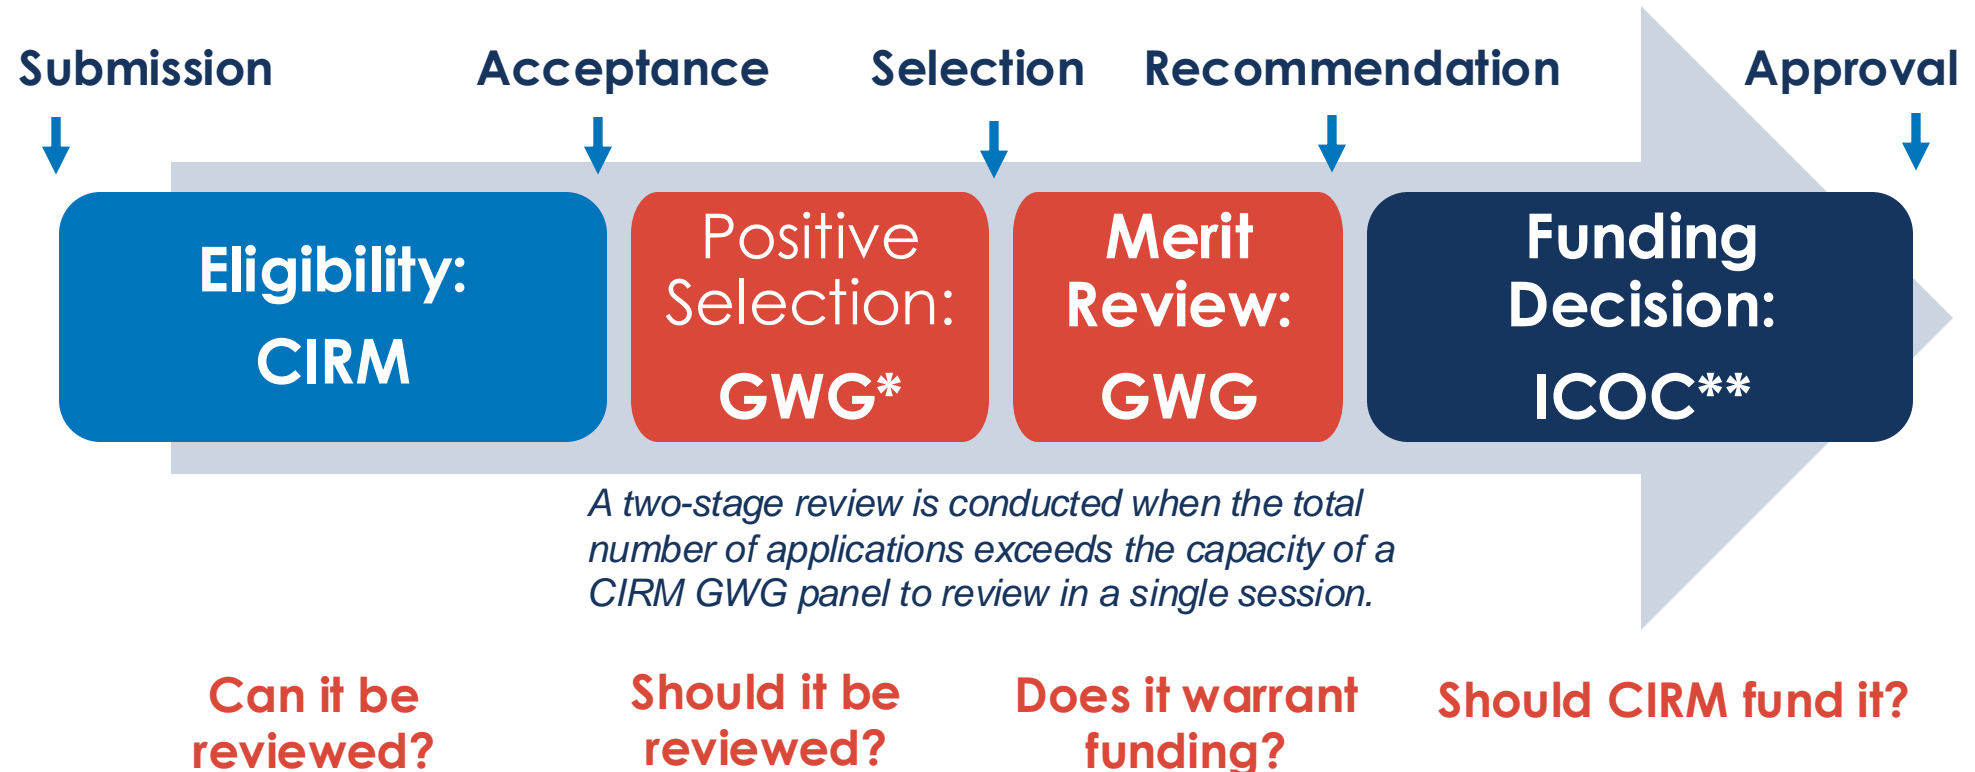 Submission
Acceptance
Selection
Recommendation
Approval
Eligibility:
CIRM
Positive
Selection:
GWG*
Merit
Review:
GWG
Funding
Decision:
ICOC**
A two-stage review is conducted when the total
number of applications exceeds the capacity of a
CIRM GWG panel to review in a single session.
Can it be
reviewed?
Should it be
reviewed?
Does it warrant
funding?
Should CIRM fund it?